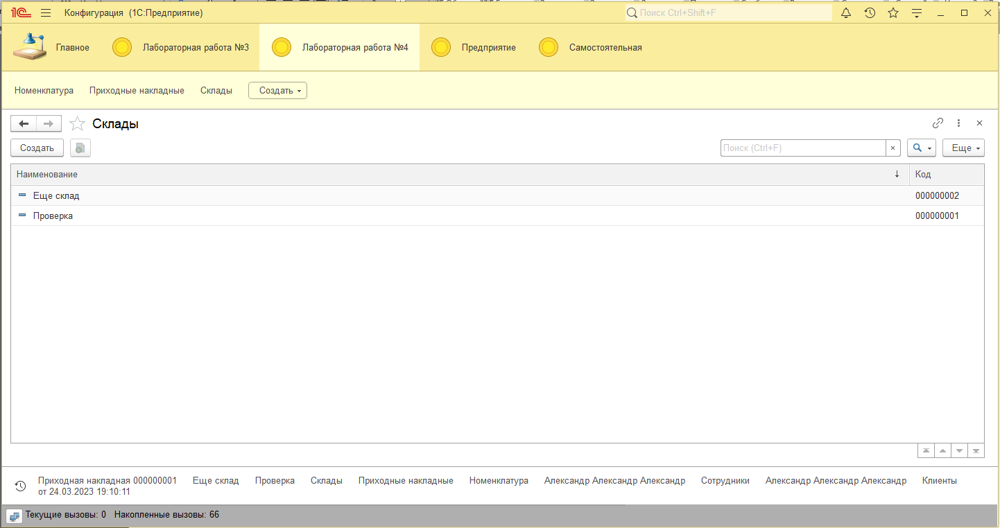 1С Конфигурация (1С:Предприятие) Поиск Ctrl+Shift+F
Главное Лабораторная работа №3 Лабораторная работа №4 Предприятие Самостоятельная
Номенклатура Приходные накладные Склады Создать
Склады
Создать Поиск (Ctrl+F) × Еще
Наименование ↓ Код
Еще склад 000000002
Проверка 000000001
Приходная накладная 000000001 Еще склад Проверка Склады Приходные накладные Номенклатура Александр Александр Александр Сотрудники Александр Александр Александр Клиенты
от 24.03.2023 19:10:11
Текущие вызовы: 0 Накопленные вызовы: 66